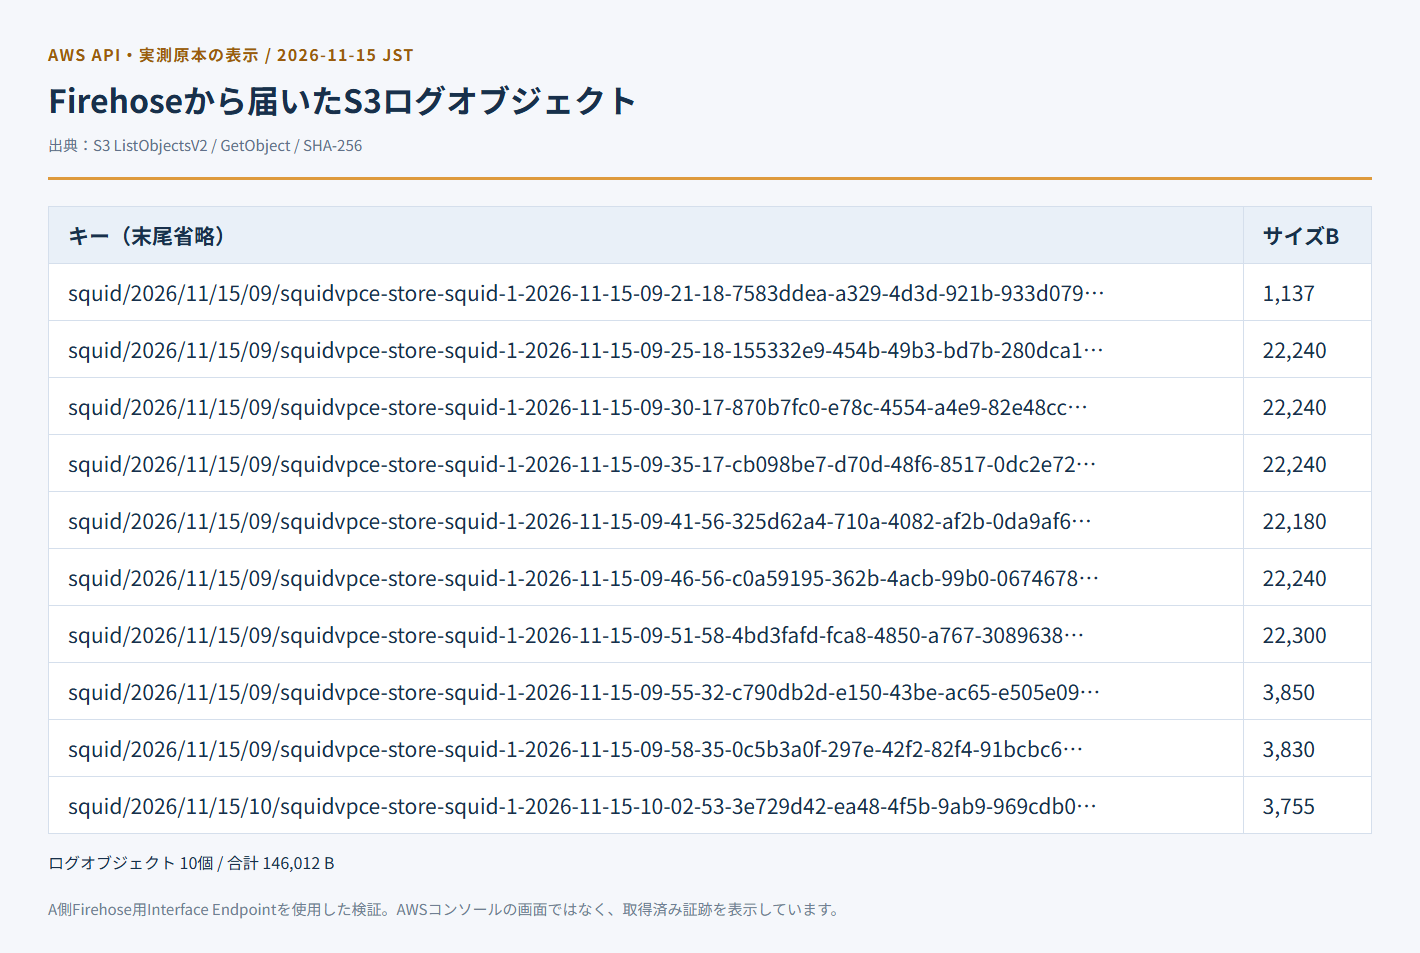 AWS API・実測原本の表示 / 2026-11-15 JST
Firehoseから届いたS3ログオブジェクト
出典：S3 ListObjectsV2 / GetObject / SHA-256
キー（末尾省略） サイズB
squid/2026/11/15/09/squidvpce-store-squid-1-2026-11-15-09-21-18-7583ddea-a329-4d3d-921b-933d079… 1,137
squid/2026/11/15/09/squidvpce-store-squid-1-2026-11-15-09-25-18-155332e9-454b-49b3-bd7b-280dca1… 22,240
squid/2026/11/15/09/squidvpce-store-squid-1-2026-11-15-09-30-17-870b7fc0-e78c-4554-a4e9-82e48cc… 22,240
squid/2026/11/15/09/squidvpce-store-squid-1-2026-11-15-09-35-17-cb098be7-d70d-48f6-8517-0dc2e72… 22,240
squid/2026/11/15/09/squidvpce-store-squid-1-2026-11-15-09-41-56-325d62a4-710a-4082-af2b-0da9af6… 22,180
squid/2026/11/15/09/squidvpce-store-squid-1-2026-11-15-09-46-56-c0a59195-362b-4acb-99b0-0674678… 22,240
squid/2026/11/15/09/squidvpce-store-squid-1-2026-11-15-09-51-58-4bd3fafd-fca8-4850-a767-3089638… 22,300
squid/2026/11/15/09/squidvpce-store-squid-1-2026-11-15-09-55-32-c790db2d-e150-43be-ac65-e505e09… 3,850
squid/2026/11/15/09/squidvpce-store-squid-1-2026-11-15-09-58-35-0c5b3a0f-297e-42f2-82f4-91bcbc6… 3,830
squid/2026/11/15/10/squidvpce-store-squid-1-2026-11-15-10-02-53-3e729d42-ea48-4f5b-9ab9-969cdb0… 3,755
ログオブジェクト 10個 / 合計 146,012 B
A側Firehose用Interface Endpointを使用した検証。AWSコンソールの画面ではなく、取得済み証跡を表示しています。